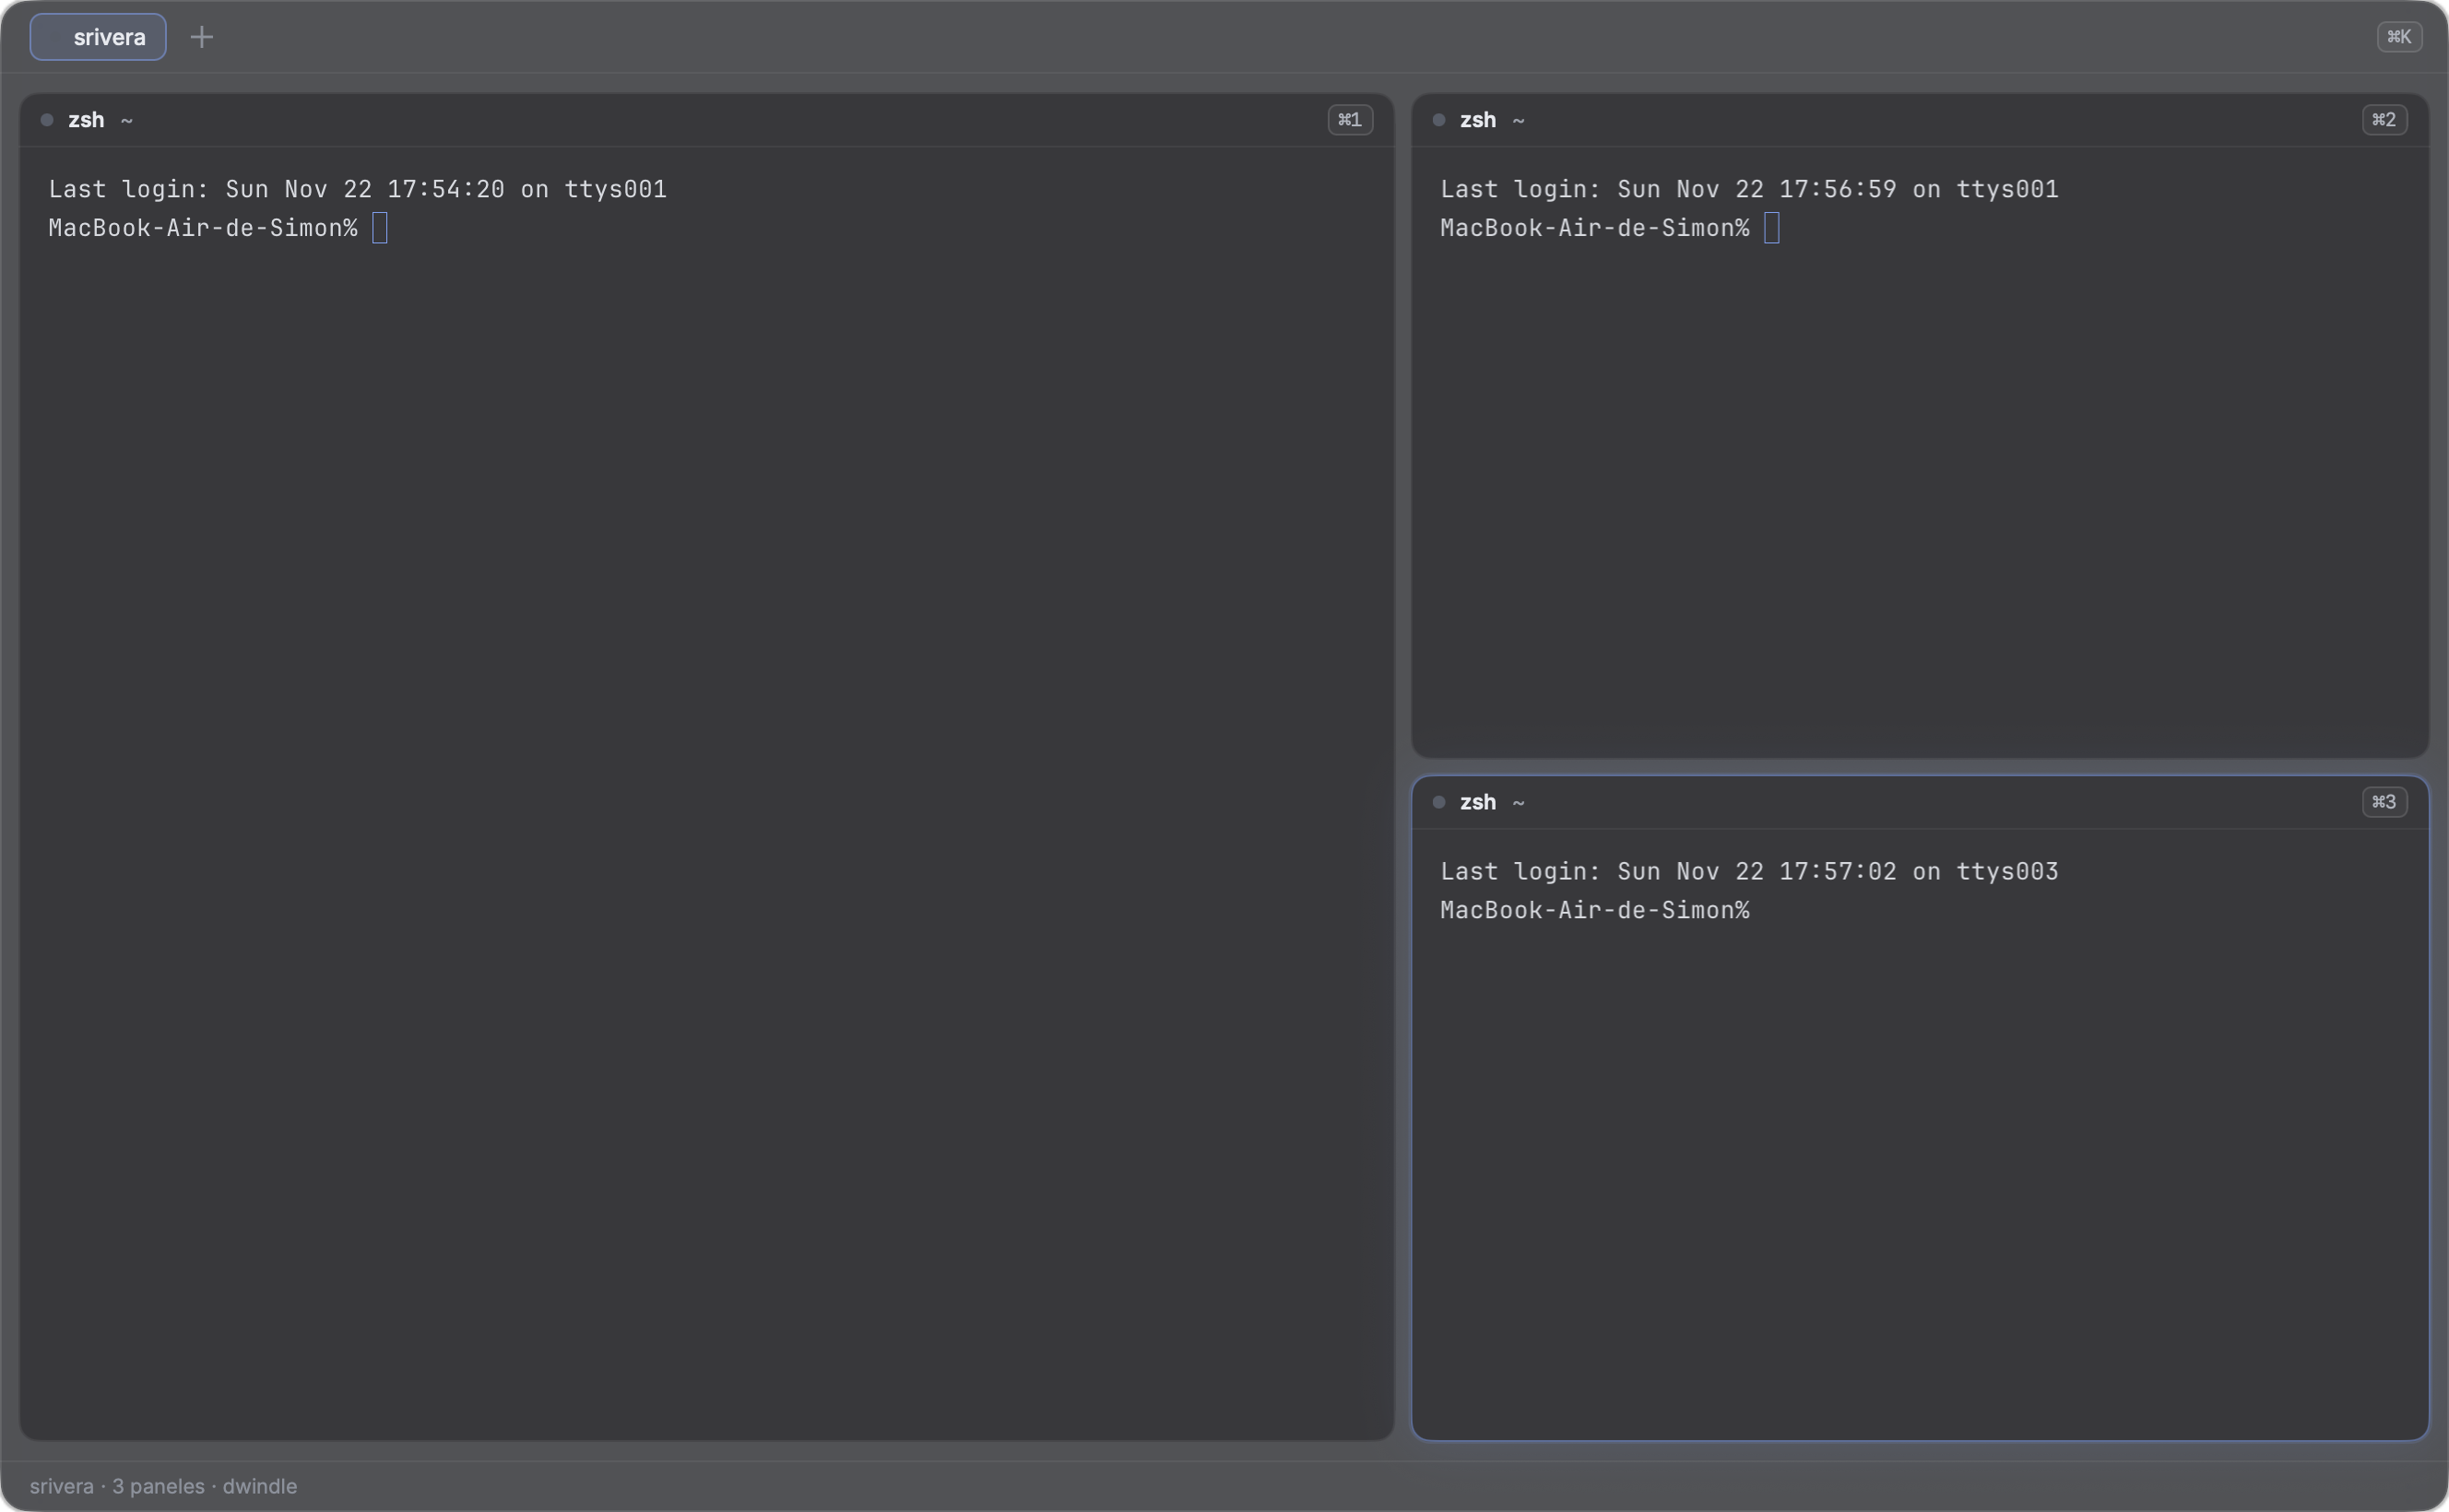 srivera
⌘K
zsh ~
⌘1
Last login: Sun Nov 22 17:54:20 on ttys001
MacBook-Air-de-Simon%
zsh ~
⌘2
Last login: Sun Nov 22 17:56:59 on ttys001
MacBook-Air-de-Simon%
zsh ~
⌘3
Last login: Sun Nov 22 17:57:02 on ttys003
MacBook-Air-de-Simon%
srivera · 3 paneles · dwindle